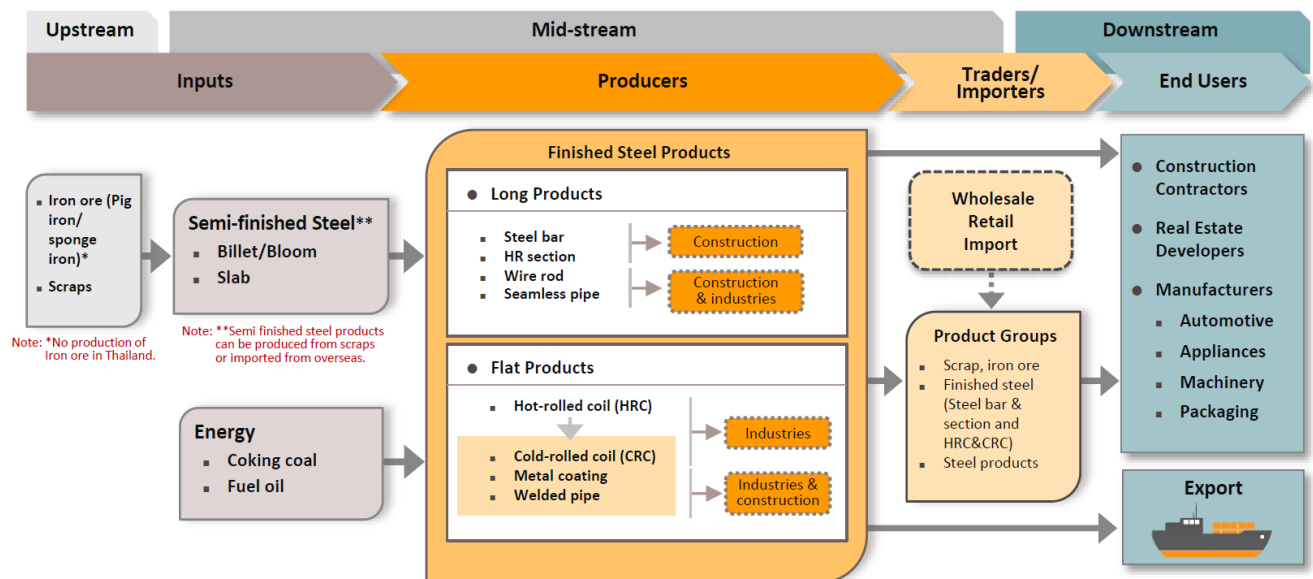 Upstream
Mid-stream
Downstream
Inputs
Producers
Traders/
Importers
End Users
Iron ore (Pig
iron/
sponge
iron)*
Scraps
Note: *No production of
Iron ore in Thailand.
Semi-finished Steel**
Billet/Bloom
Slab
Note: **Semi finished steel products
can be produced from scraps
or imported from overseas.
Energy
Coking coal
Fuel oil
Finished Steel Products
Long Products
Steel bar
HR section
Wire rod
Seamless pipe
Construction
Construction
& industries
Flat Products
Hot-rolled coil (HRC)
Cold-rolled coil (CRC)
Metal coating
Welded pipe
Industries
Industries &
construction
Wholesale
Retail
Import
Product Groups
Scrap, iron ore
Finished steel
(Steel bar &
section and
HRC&CRC)
Steel products
Construction
Contractors
Real Estate
Developers
Manufacturers
Automotive
Appliances
Machinery
Packaging
Export